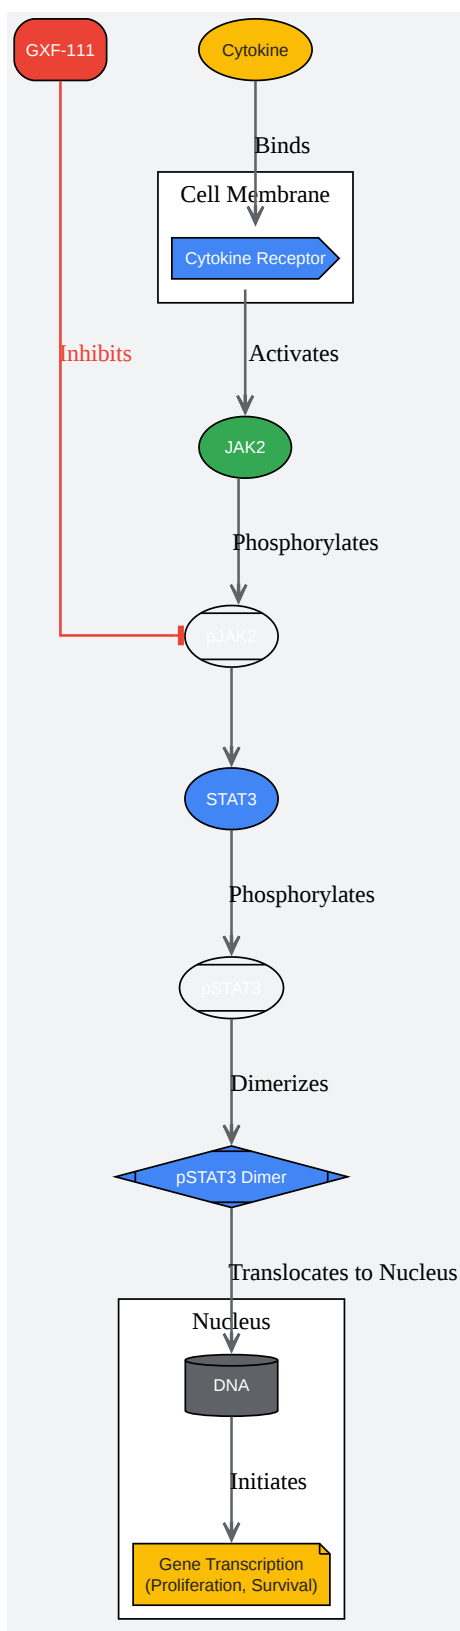 GXF-111
Cytokine
Binds
Cell Membrane
Cytokine Receptor
Inhibits
Activates
JAK2
Phosphorylates
pJAK2
STAT3
Phosphorylates
pSTAT3
Dimerizes
pSTAT3 Dimer
Translocates to Nucleus
Nucleus
DNA
Initiates
Gene Transcription
(Proliferation, Survival)